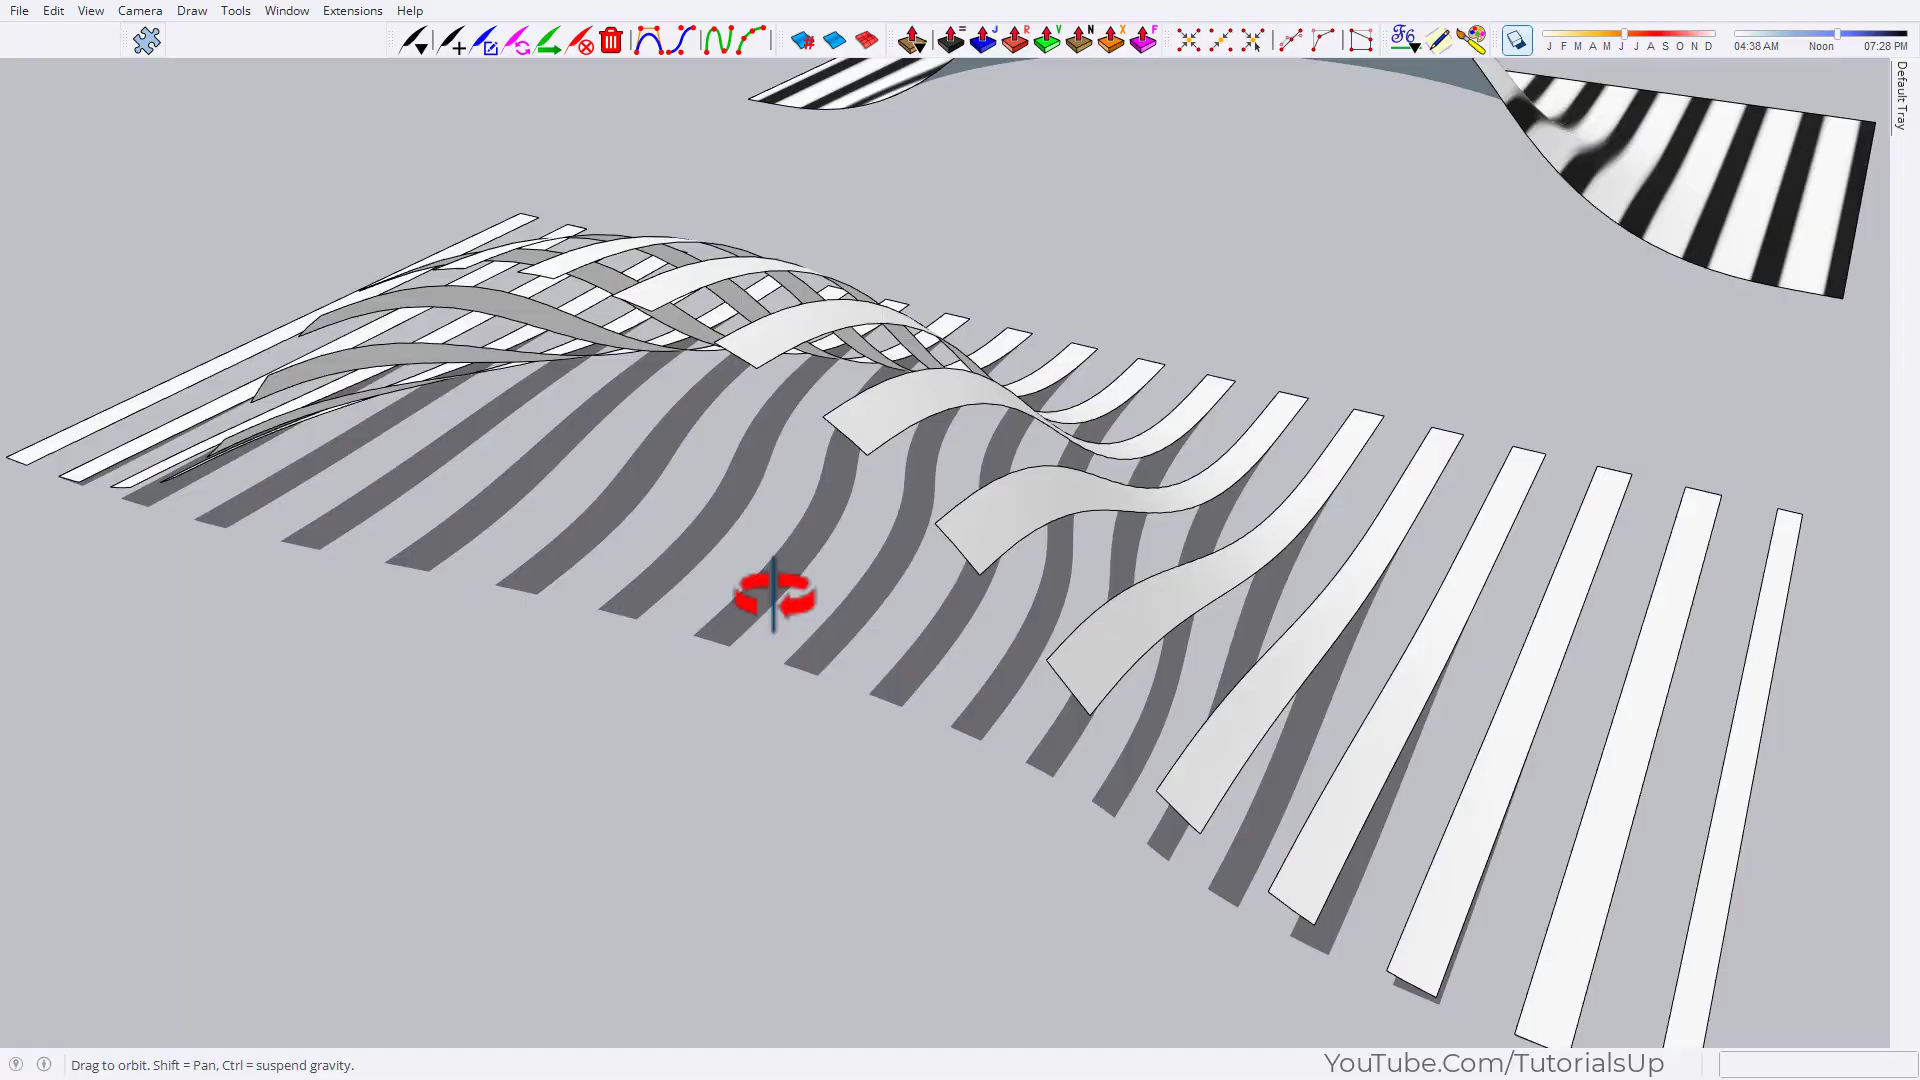 File Edit View Camera Draw Tools Window Extensions Help
= J R V N X F
F6
J F M A M J J A S O N D 04:38 AM Noon 07:28 PM
Default Tray
Drag to orbit. Shift = Pan, Ctrl = suspend gravity.
YouTube.Com/TutorialsUp